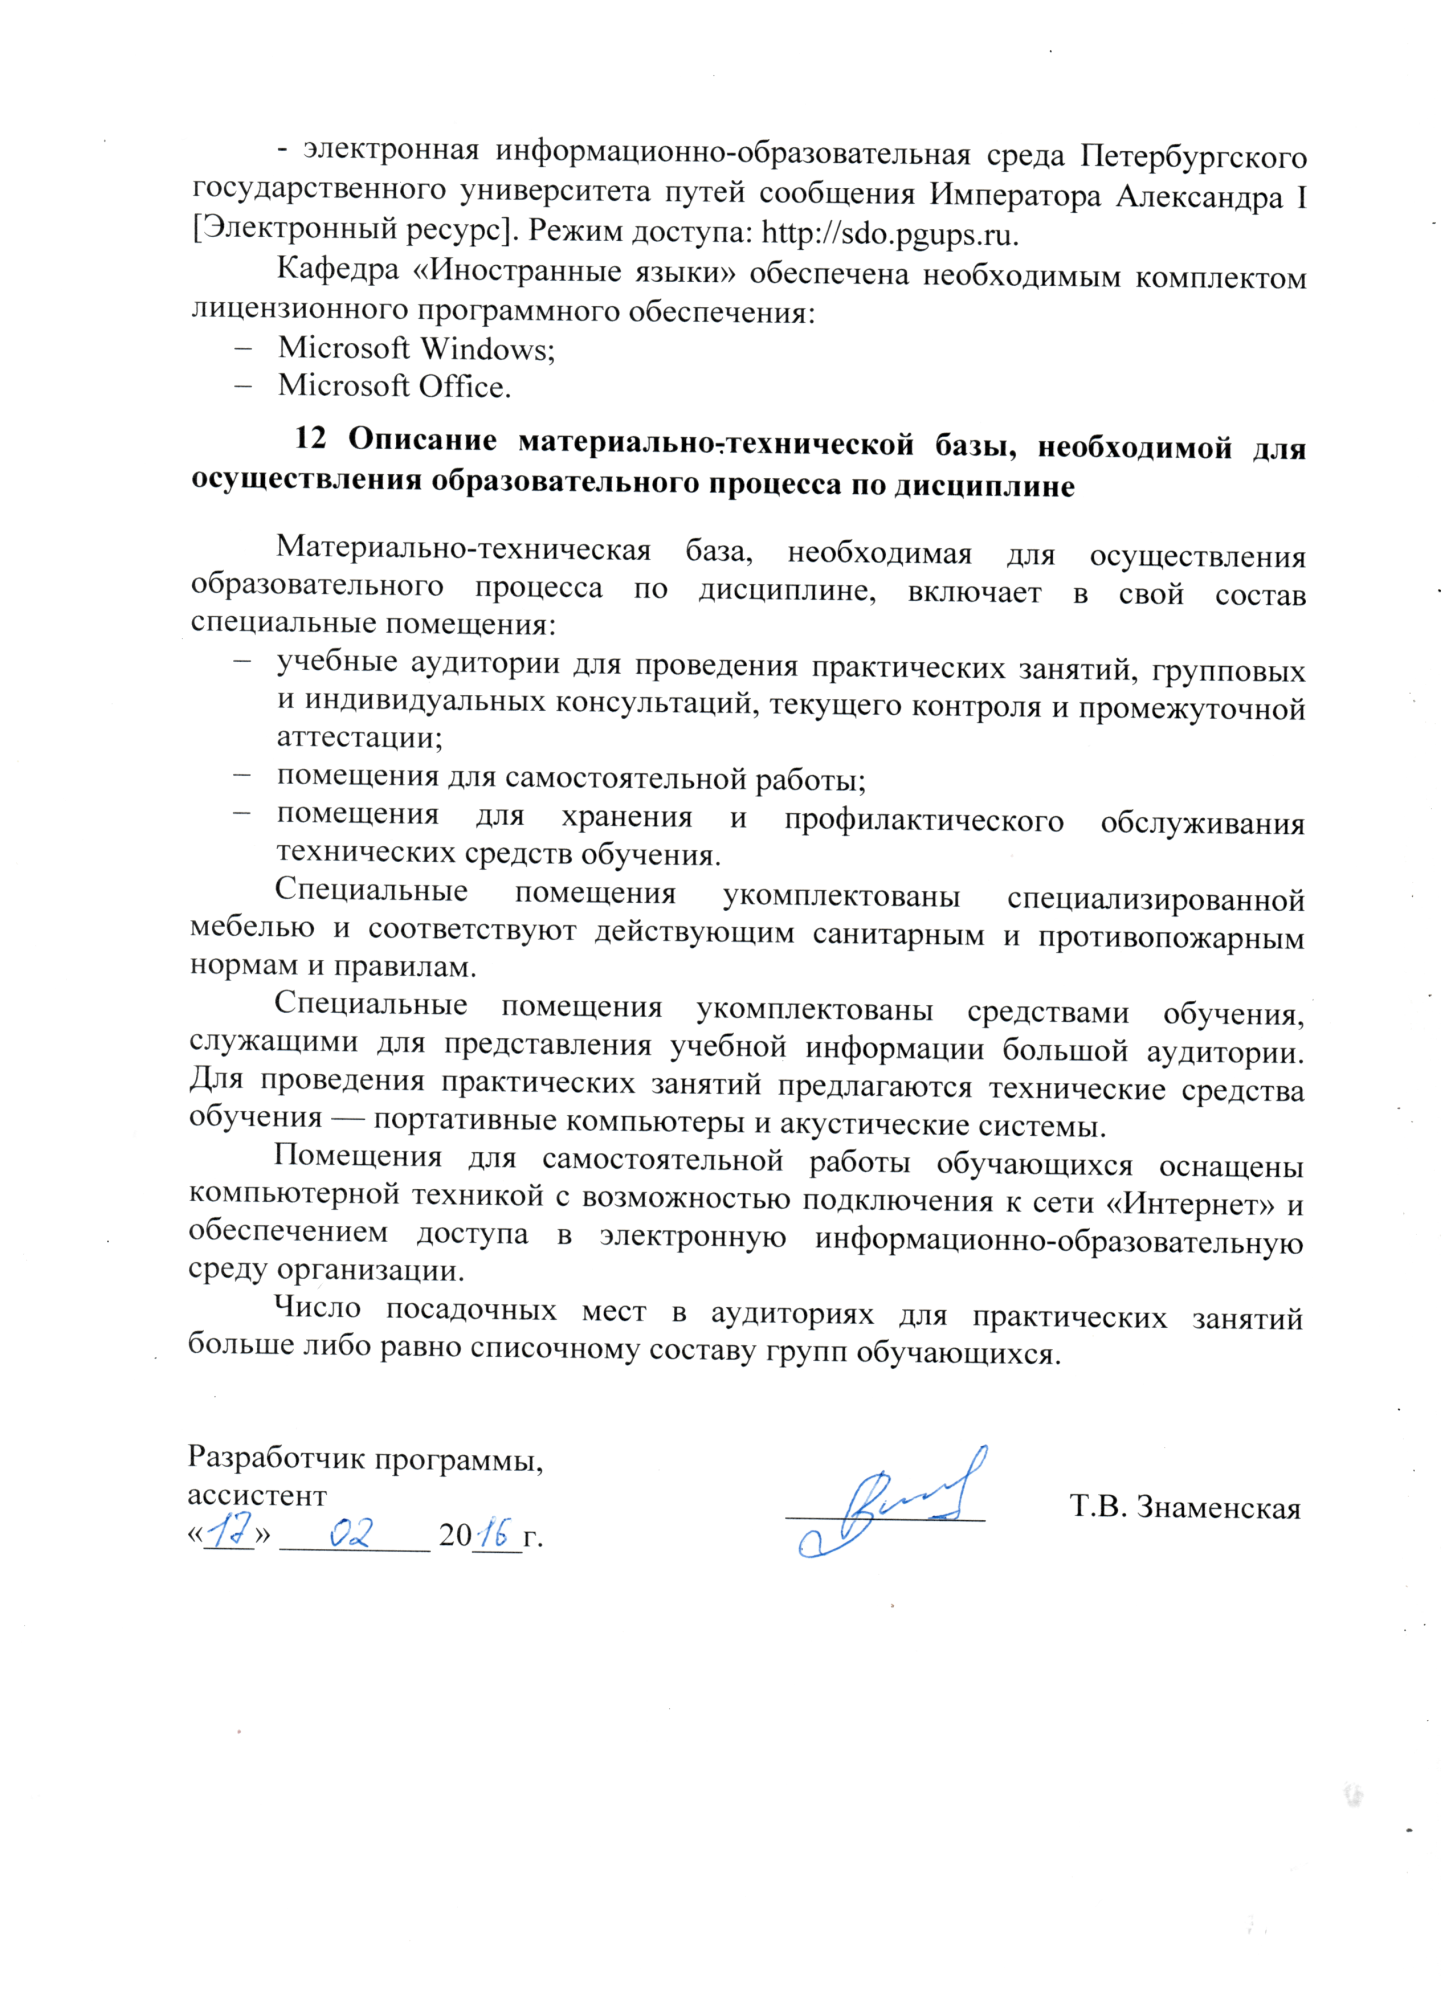 - электронная информационно-образовательная среда Петербургского
государственного университета путей сообщения Императора Александра I
[Электронный ресурс]. Режим доступа: http://sdo.pgups.ru.
Кафедра «Иностранные языки» обеспечена необходимым комплектом
лицензионного программного обеспечения:
– Microsoft Windows;
– Microsoft Office.
12 Описание материально-технической базы, необходимой для
осуществления образовательного процесса по дисциплине
Материально-техническая база, необходимая для осуществления
образовательного процесса по дисциплине, включает в свой состав
специальные помещения:
– учебные аудитории для проведения практических занятий, групповых
и индивидуальных консультаций, текущего контроля и промежуточной
аттестации;
– помещения для самостоятельной работы;
– помещения для хранения и профилактического обслуживания
технических средств обучения.
Специальные помещения укомплектованы специализированной
мебелью и соответствуют действующим санитарным и противопожарным
нормам и правилам.
Специальные помещения укомплектованы средствами обучения,
служащими для представления учебной информации большой аудитории.
Для проведения практических занятий предлагаются технические средства
обучения — портативные компьютеры и акустические системы.
Помещения для самостоятельной работы обучающихся оснащены
компьютерной техникой с возможностью подключения к сети «Интернет» и
обеспечением доступа в электронную информационно-образовательную
среду организации.
Число посадочных мест в аудиториях для практических занятий
больше либо равно списочному составу групп обучающихся.
Разработчик программы,
ассистент Т.В. Знаменская
«17» 02 2016 г.